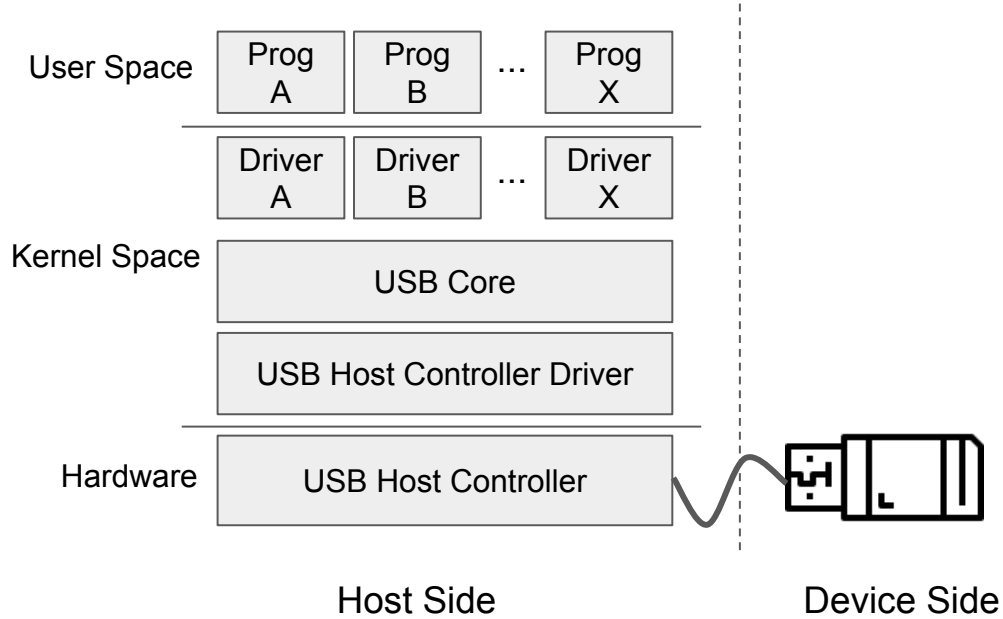 User Space
Prog A
Prog B
...
Prog X
Driver A
Driver B
...
Driver X
Kernel Space
USB Core
USB Host Controller Driver
Hardware
USB Host Controller
Host Side
Device Side